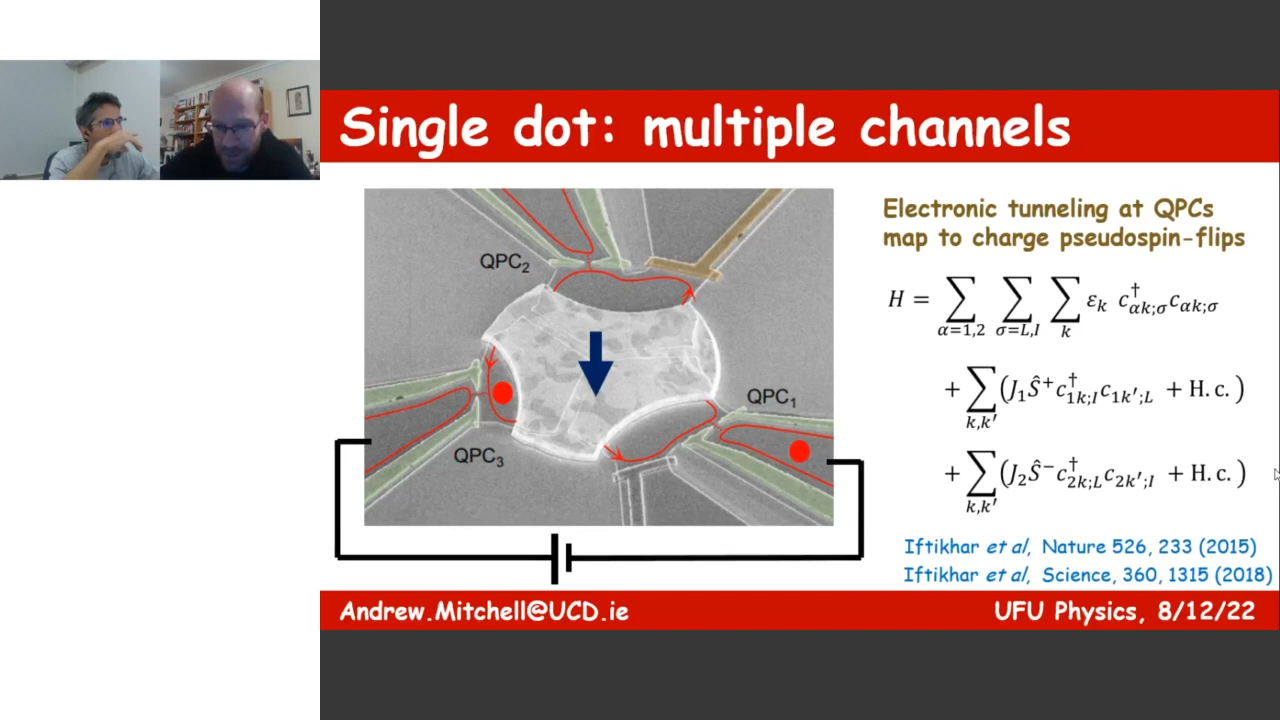 Single dot: multiple channels
QPC₂
QPC₁
QPC₃
Electronic tunneling at QPCs
map to charge pseudospin-flips
H = ∑_{α=1,2} ∑_{σ=L,I} ∑_k ε_k c†_{αk;σ} c_{αk;σ}
+ ∑_{k,k′} (J₁Ŝ⁺c†_{1k;I} c_{1k′;L} + H.c.)
+ ∑_{k,k′} (J₂Ŝ⁻c†_{2k;L} c_{2k′;I} + H.c.)
Iftikhar et al, Nature 526, 233 (2015)
Iftikhar et al, Science, 360, 1315 (2018)
Andrew.Mitchell@UCD.ie
UFU Physics, 8/12/22